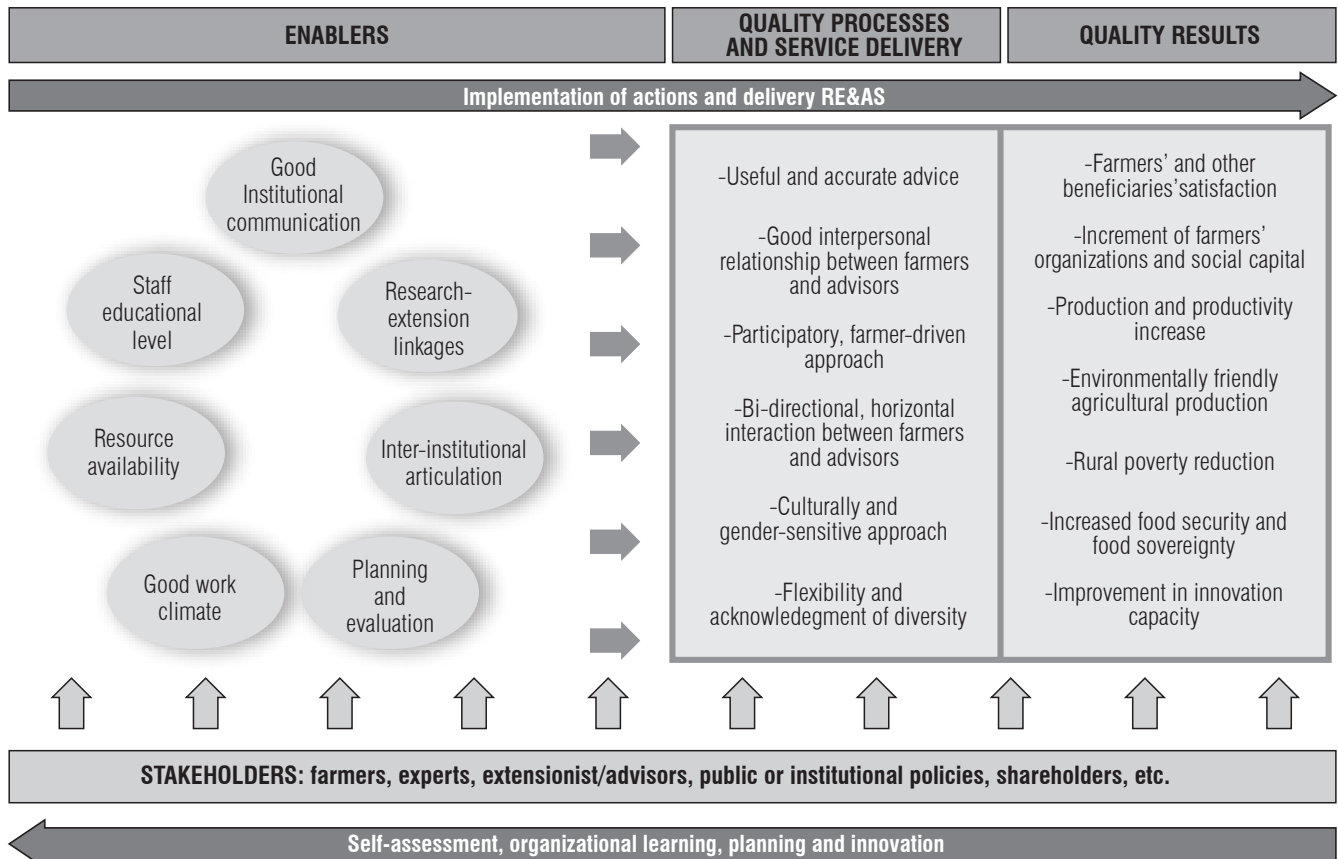 ENABLERS
QUALITY PROCESSES
AND SERVICE DELIVERY
QUALITY RESULTS
Implementation of actions and delivery RE&AS
Good
Institutional
communication
Staff
educational
level
Research-
extension
linkages
Resource
availability
Inter-institutional
articulation
Good work
climate
Planning
and
evaluation
-Useful and accurate advice
-Good interpersonal
relationship between farmers
and advisors
-Participatory, farmer-driven
approach
-Bi-directional, horizontal
interaction between farmers
and advisors
-Culturally and
gender-sensitive approach
-Flexibility and
acknowledegment of diversity
-Farmers' and other
beneficiaries'satisfaction
-Increment of farmers'
organizations and social capital
-Production and productivity
increase
-Environmentally friendly
agricultural production
-Rural poverty reduction
-Increased food security and
food sovereignty
-Improvement in innovation
capacity
STAKEHOLDERS: farmers, experts, extensionist/advisors, public or institutional policies, shareholders, etc.
Self-assessment, organizational learning, planning and innovation